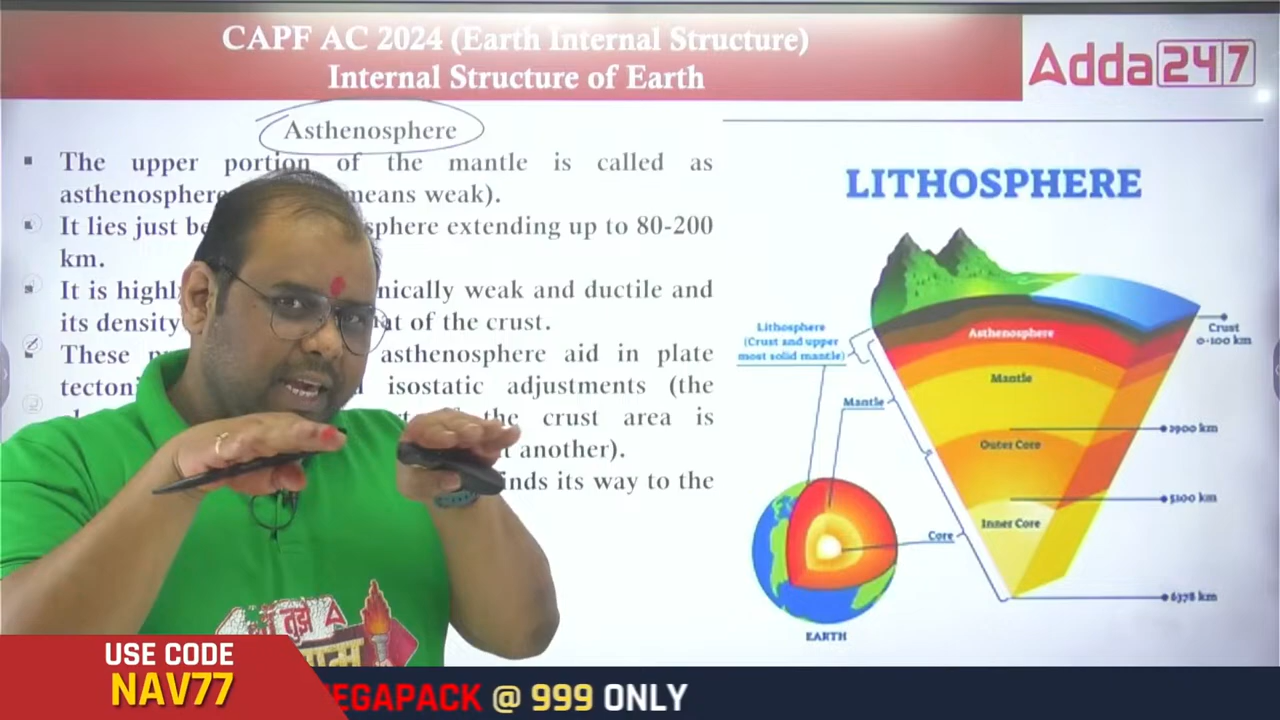 CAPF AC 2024 (Earth Internal Structure)
Internal Structure of Earth
Adda 247
Asthenosphere
The upper portion of the mantle is called as
asthenosphere means weak).
It lies just be sphere extending up to 80-200
km.
It is highl nically weak and ductile and
its density at of the crust.
These asthenosphere aid in plate
tectoni isostatic adjustments (the
the crust area is
another).
inds its way to the
LITHOSPHERE
Lithosphere
(Crust and upper
most solid mantle)
Asthenosphere
Crust
0-100 km
Mantle
Mantle
2900 km
Outer Core
5100 km
Inner Core
Core
6378 km
EARTH
तुझे
USE CODE
NAV77
EGAPACK @ 999 ONLY